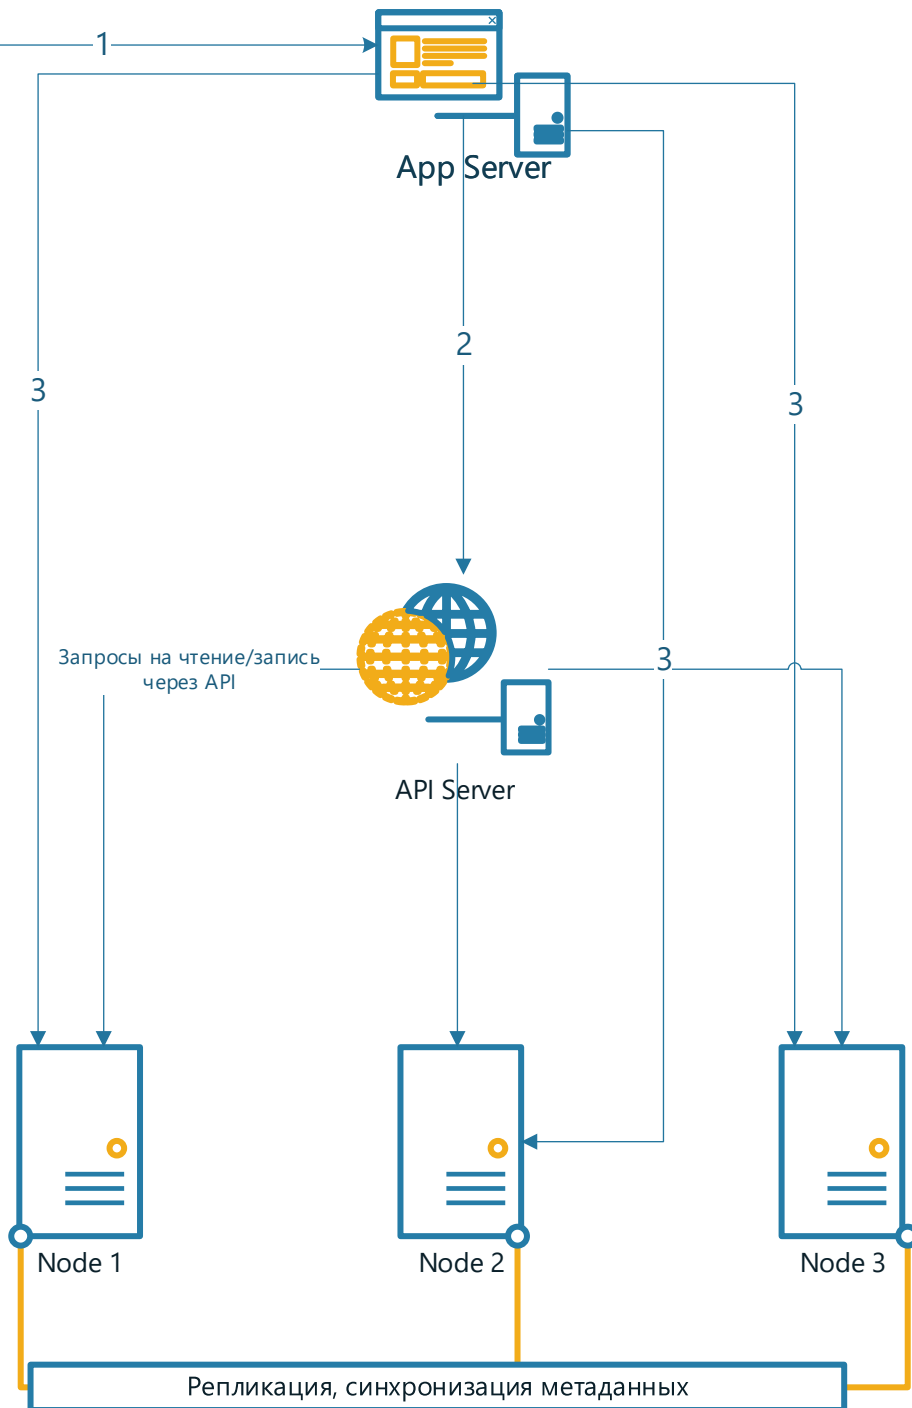 1
App Server
2
3
3
Запросы на чтение/запись
через API
3
API Server
Node 1
Node 2
Node 3
Репликация, синхронизация метаданных